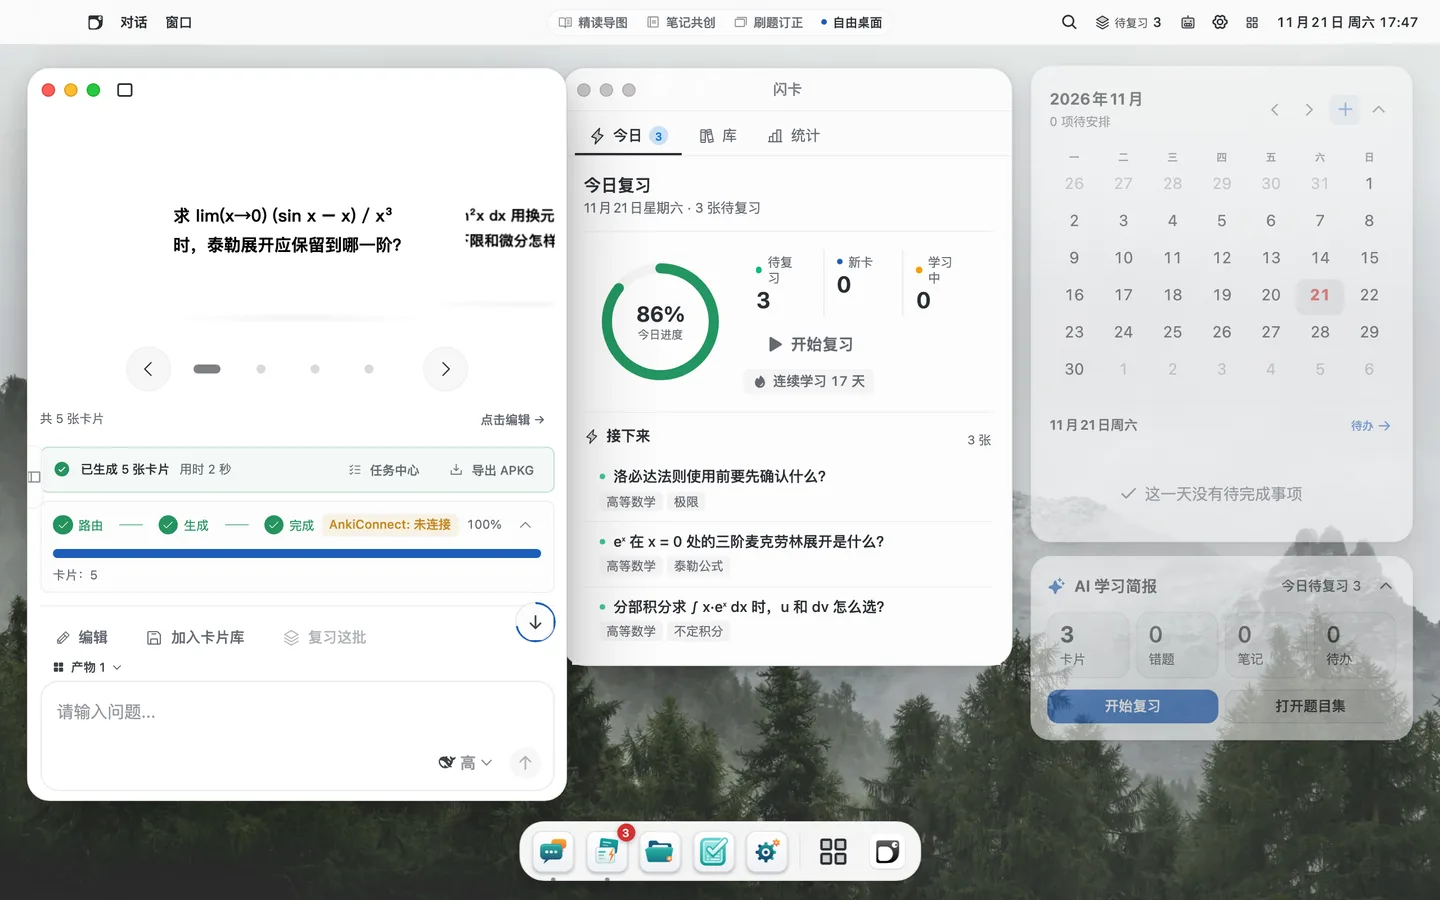 对话 窗口
精读导图 笔记共创 刷题订正 自由桌面
待复习 3
11月21日 周六 17:47
求 lim(x→0) (sin x − x) / x³
时，泰勒展开应保留到哪一阶？
²x dx 用换元
限和微分怎样
共 5 张卡片
点击编辑 →
已生成 5 张卡片 用时 2 秒
任务中心 导出 APKG
路由 生成 完成 AnkiConnect: 未连接 100%
卡片： 5
编辑 加入卡片库 复习这批
产物 1
请输入问题...
高
闪卡
今日 3 库 统计
今日复习
11月21日星期六 · 3 张待复习
86%
今日进度
待复
习
3
新卡
0
学习
中
0
开始复习
连续学习 17 天
接下来
3 张
洛必达法则使用前要先确认什么？
高等数学 极限
eˣ 在 x = 0 处的三阶麦克劳林展开是什么？
高等数学 泰勒公式
分部积分求 ∫ x·eˣ dx 时，u 和 dv 怎么选？
高等数学 不定积分
2026年11月
0 项待安排
一 二 三 四 五 六 日
26 27 28 29 30 31 1
2 3 4 5 6 7 8
9 10 11 12 13 14 15
16 17 18 19 20 21 22
23 24 25 26 27 28 29
30 1 2 3 4 5 6
11月21日周六
待办 →
这一天没有待完成事项
AI 学习简报
今日待复习 3
3
卡片
0
错题
0
笔记
0
待办
开始复习
打开题目集
3